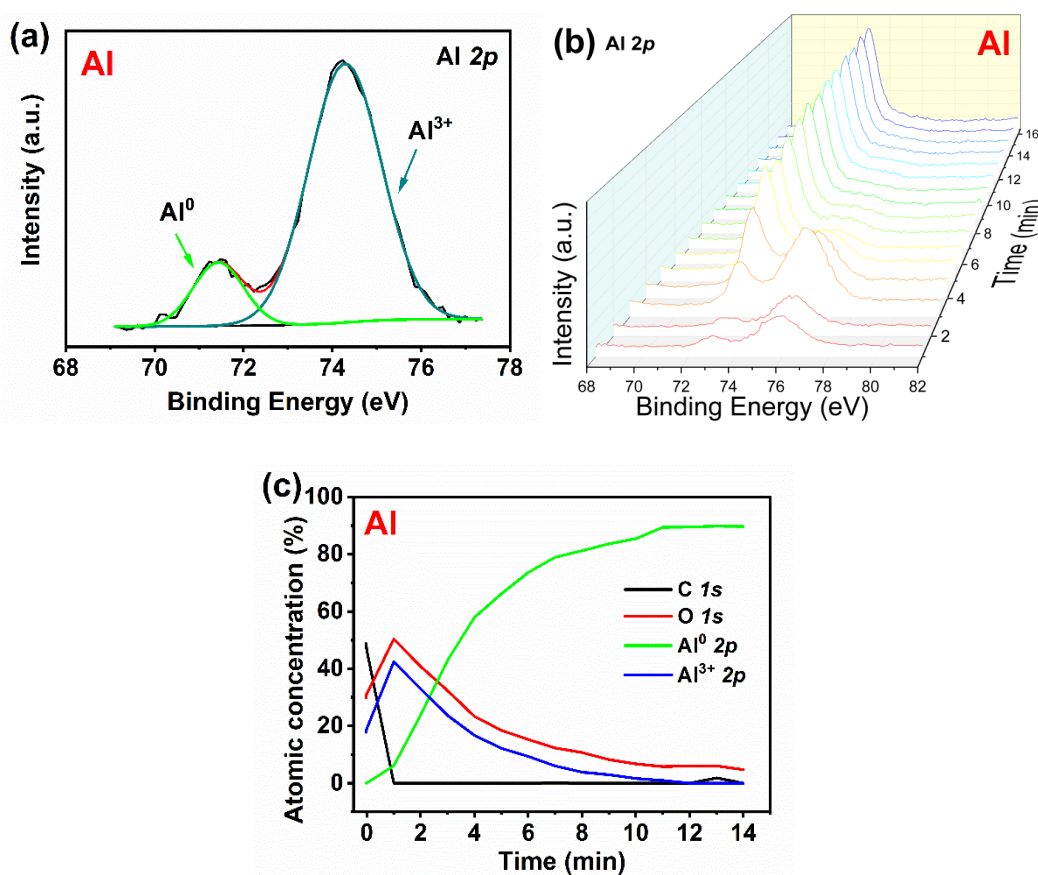 (a)
Al
Al 2p
Al3+
Al0
Intensity (a.u.)
68 70 72 74 76 78
Binding Energy (eV)
(b)
Al 2p
Al
Intensity (a.u.)
68 70 72 74 76 78 80 82
Binding Energy (eV)
2 4 6 8 10 12 14 16
Time (min)
(c)
Al
100
80
60
40
20
0
Atomic concentration (%)
C 1s
O 1s
Al0 2p
Al3+ 2p
0 2 4 6 8 10 12 14
Time (min)